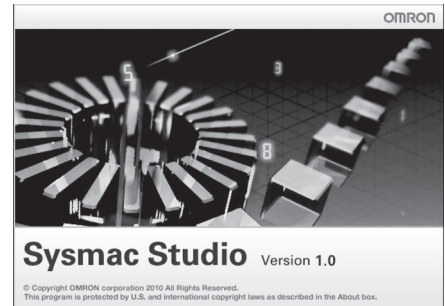 OMRON
5
3
8
Sysmac Studio Version 1.0
© Copyright OMRON corporation 2010 All Rights Reserved.
This program is protected by U.S. and international copyright laws as described in the About box.